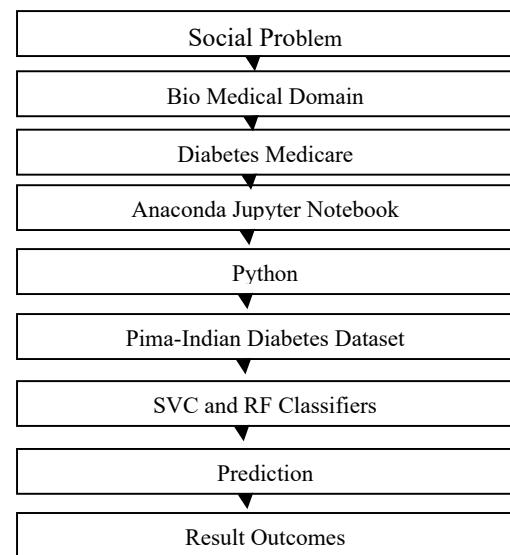 Social Problem
Bio Medical Domain
Diabetes Medicare
Anaconda Jupyter Notebook
Python
Pima-Indian Diabetes Dataset
SVC and RF Classifiers
Prediction
Result Outcomes